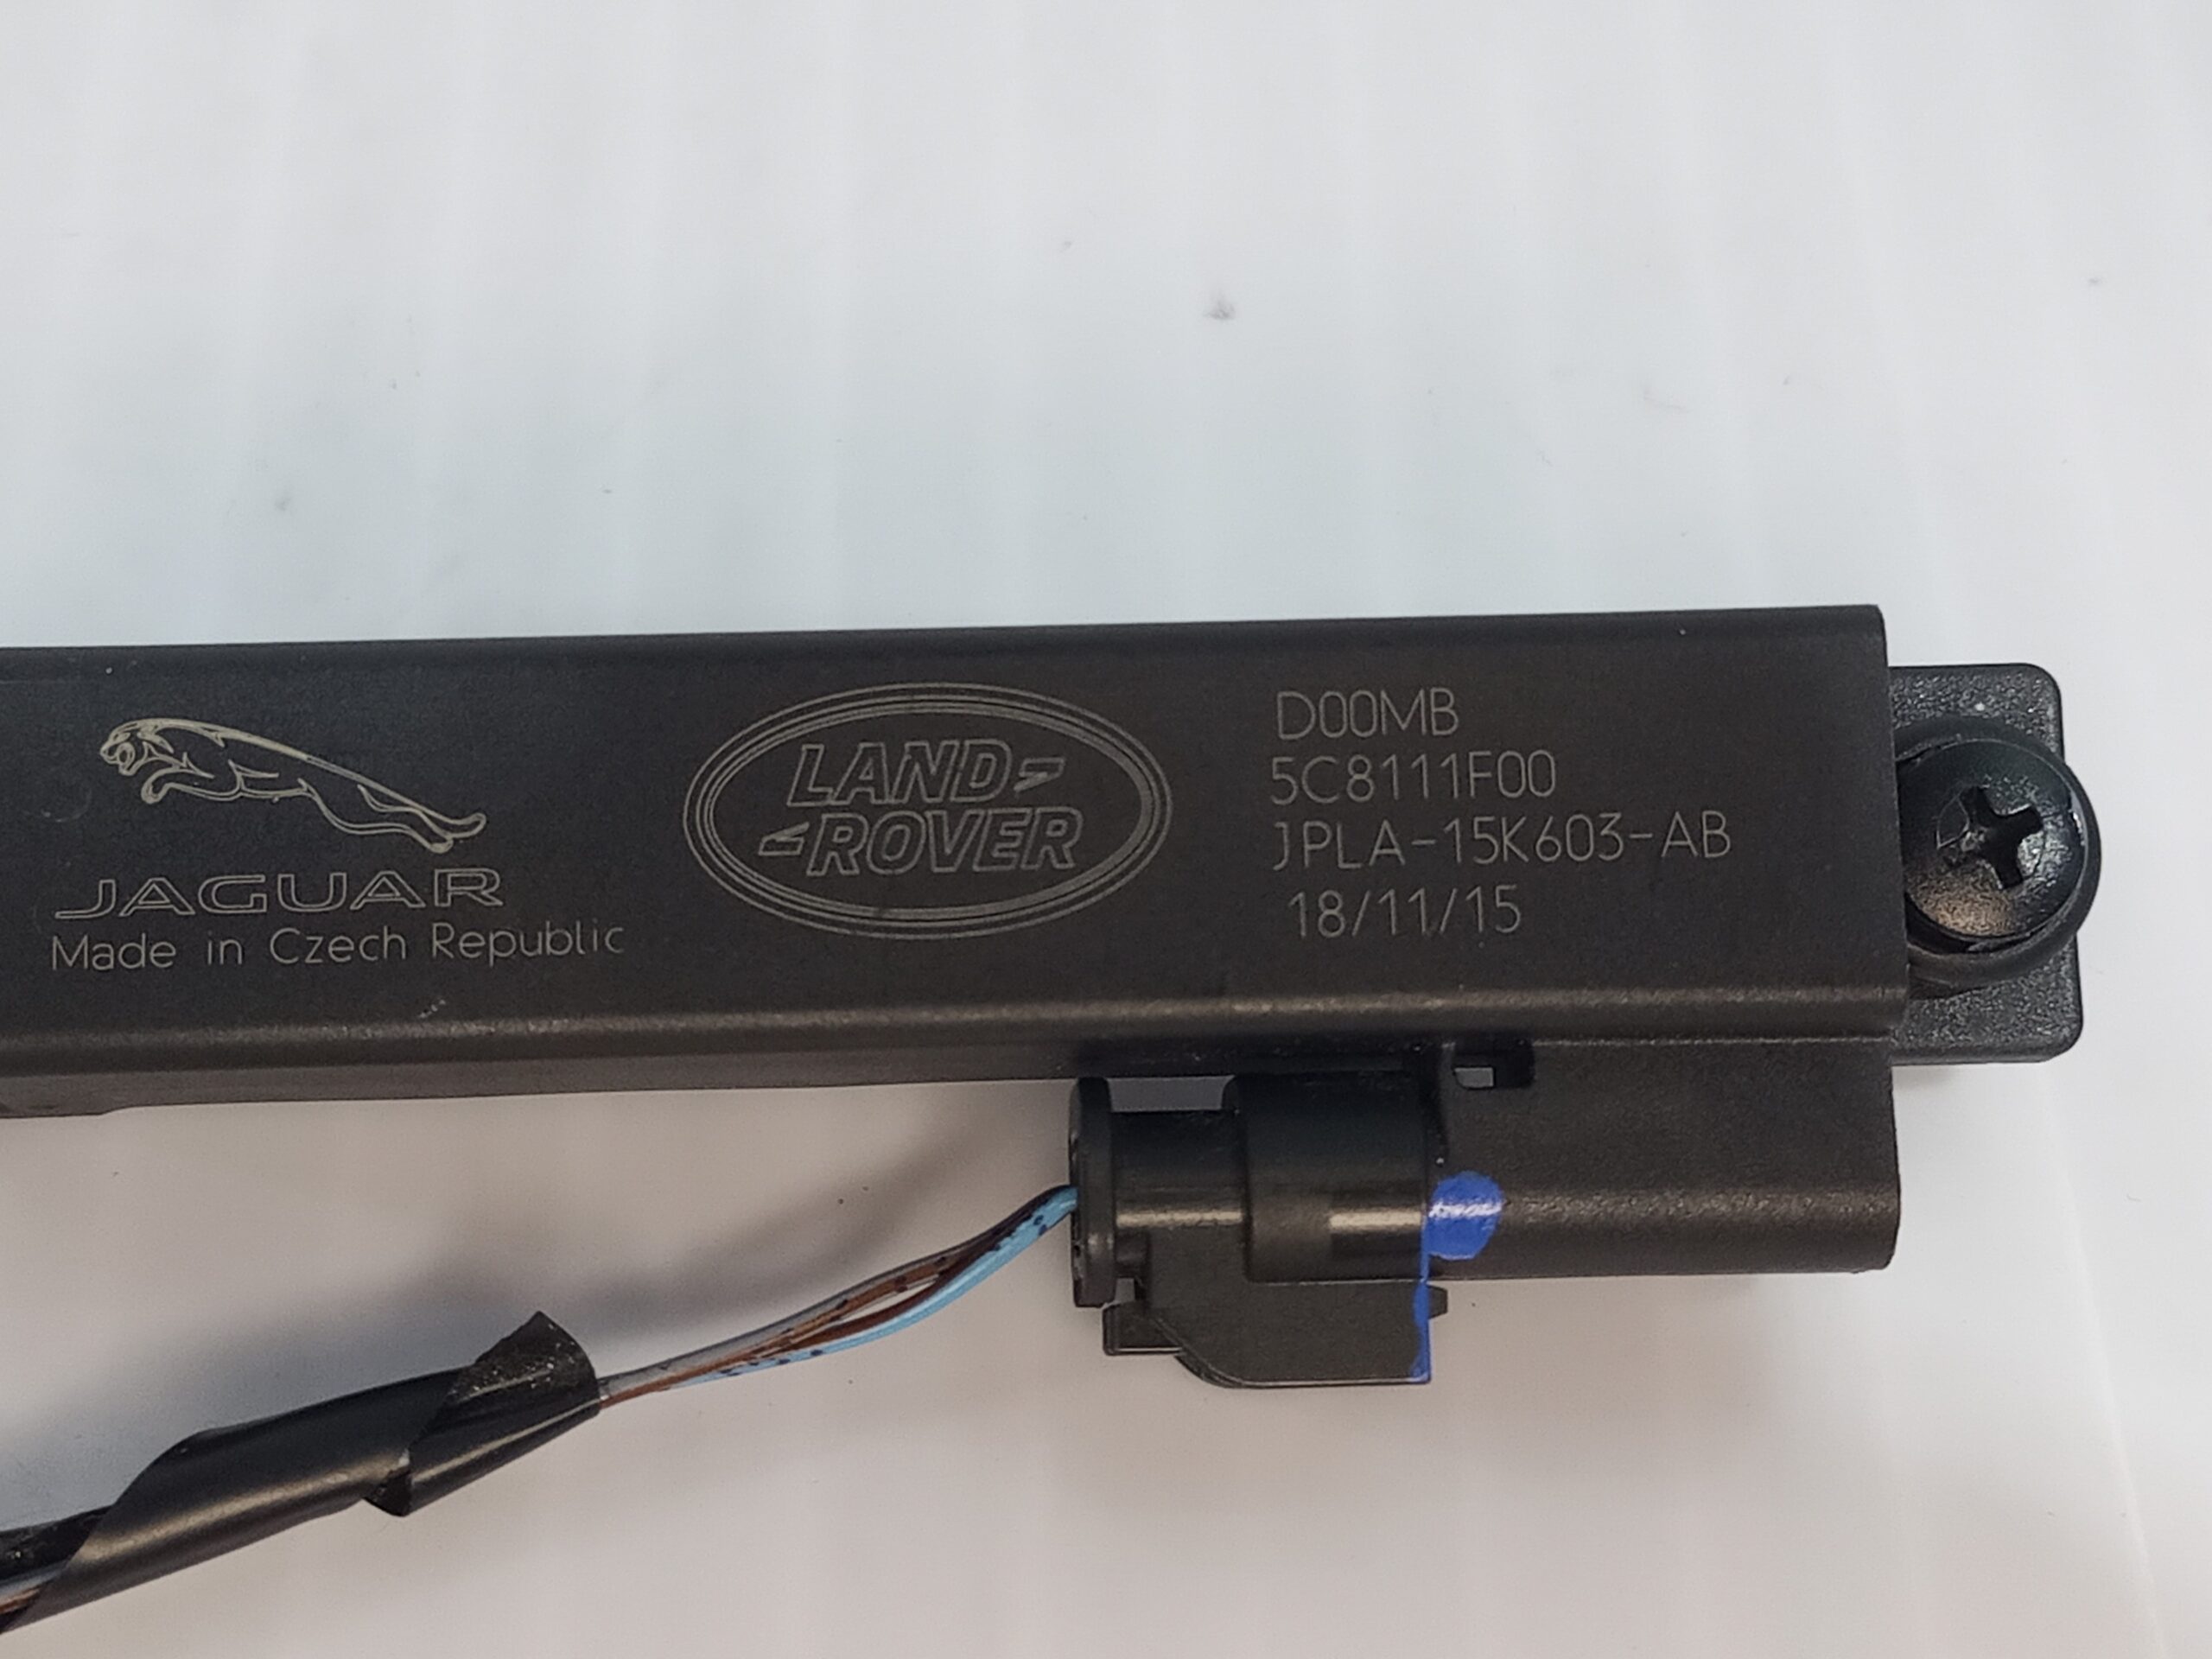 JAGUAR
Made in Czech Republic
LAND
ROVER
D00MB
5C8111F00
JPLA-15K603-AB
18/11/15